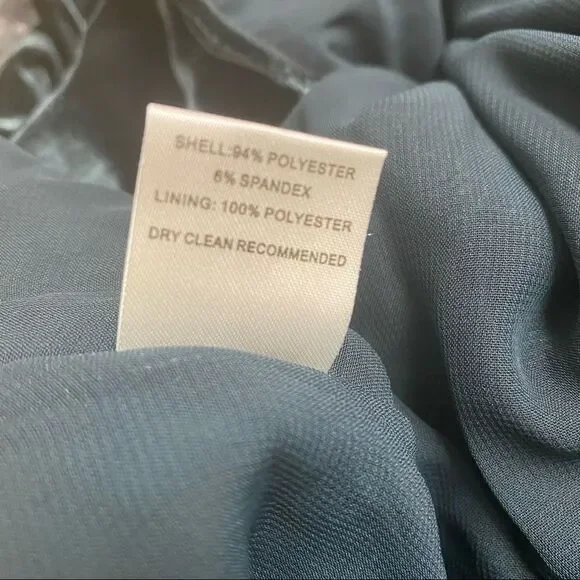 SHELL:94% POLYESTER
6% SPANDEX
LINING: 100% POLYESTER
DRY CLEAN RECOMMENDED